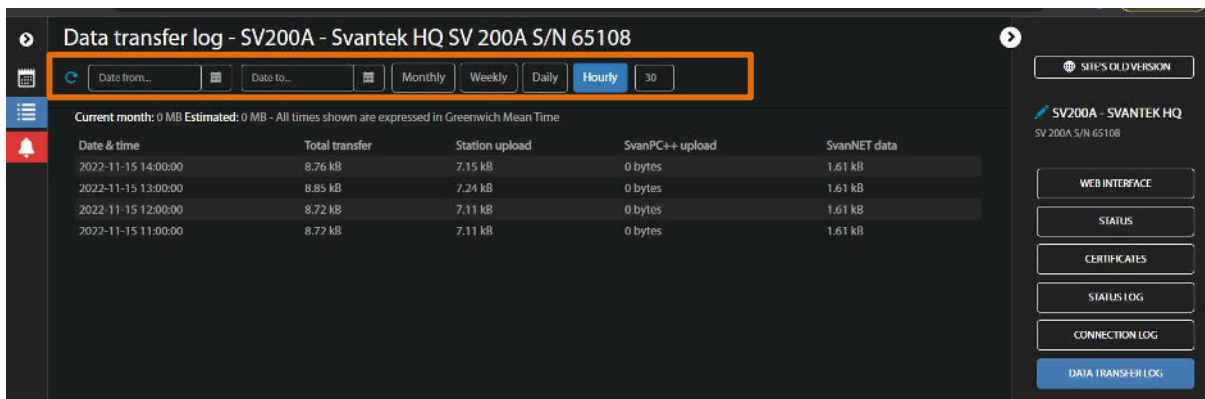 Data transfer log - SV200A - Svantek HQ SV 200A S/N 65108
Date from... Date to... Monthly Weekly Daily Hourly 30
Current month: 0 MB Estimated: 0 MB - All times shown are expressed in Greenwich Mean Time
Date & time Total transfer Station upload SvanPC++ upload SvanNET data
2022-11-15 14:00:00 8.76 kB 7.15 kB 0 bytes 1.61 kB
2022-11-15 13:00:00 8.85 kB 7.24 kB 0 bytes 1.61 kB
2022-11-15 12:00:00 8.72 kB 7.11 kB 0 bytes 1.61 kB
2022-11-15 11:00:00 8.72 kB 7.11 kB 0 bytes 1.61 kB
SITE'S OLD VERSION
SV200A - SVANTEK HQ
SV 200A S/N 65108
WEB INTERFACE
STATUS
CERTIFICATES
STATUS LOG
CONNECTION LOG
DATA TRANSFER LOG